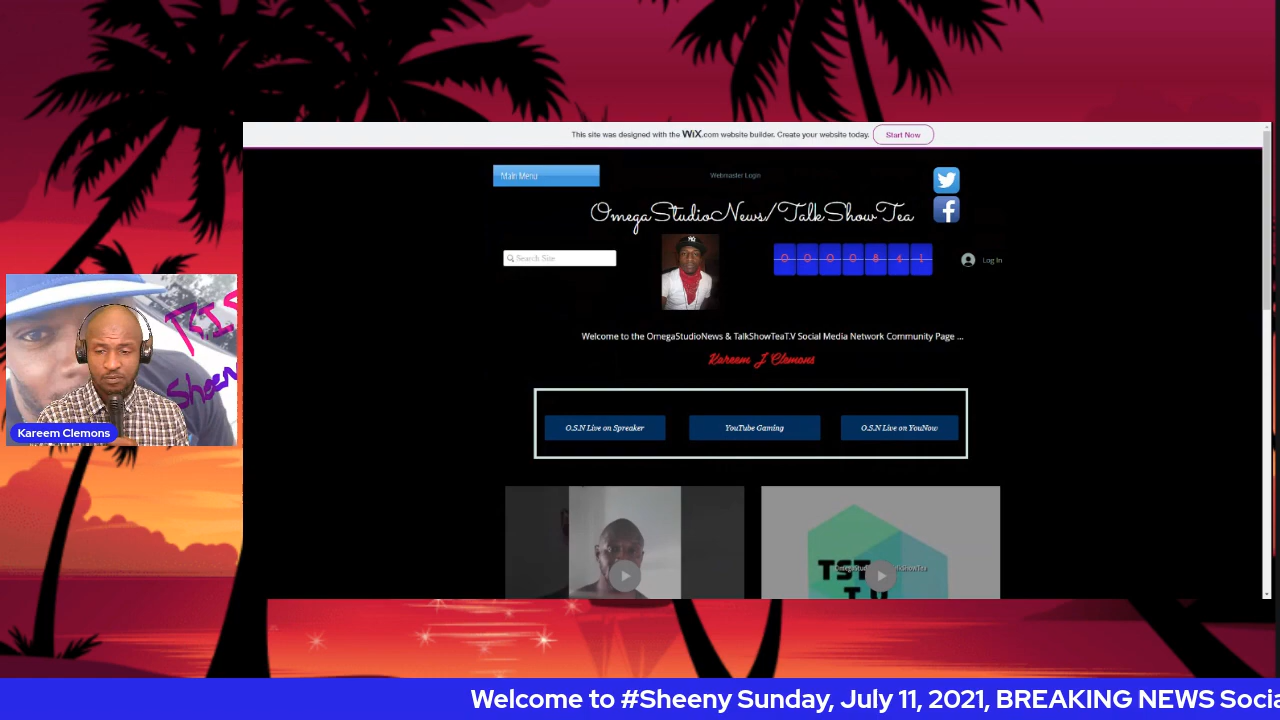 This site was designed with the WiX.com website builder. Create your website today. Start Now
Main Menu
Webmaster Login
OmegaStudioNews/TalkShowTea
Search Site
0000841
Log In
Welcome to the OmegaStudioNews & TalkShowTeaT.V Social Media Network Community Page ...
Kareem J Clemons
O.S.N Live on Spreaker
YouTube Gaming
O.S.N Live on YouNow
TST
T.V
R.I.
Sheen
Kareem Clemons
Welcome to #Sheeny Sunday, July 11, 2021, BREAKING NEWS Socia